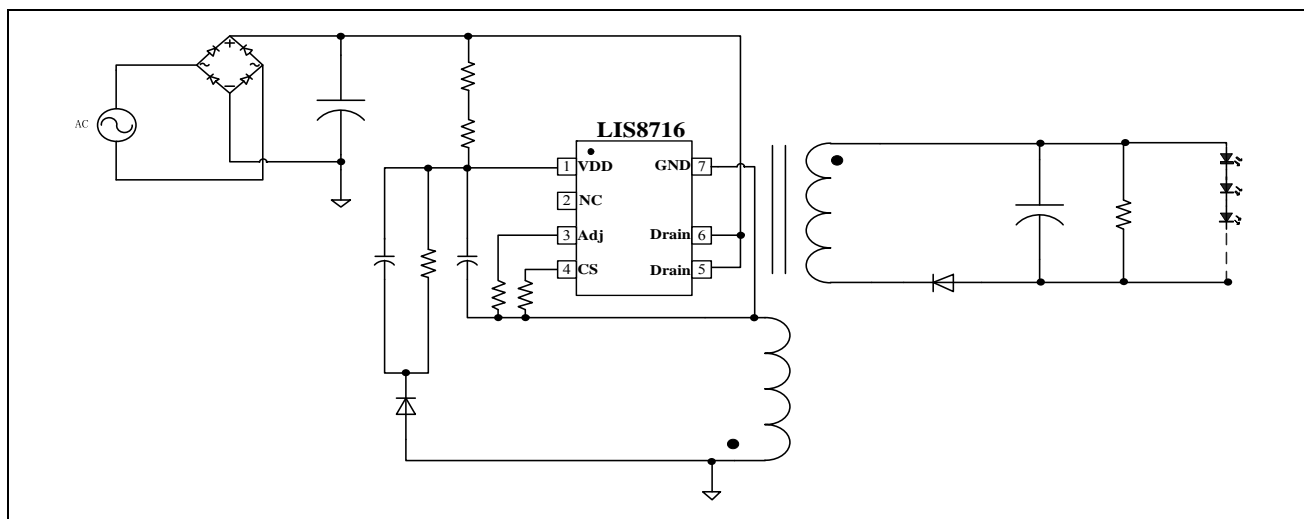 AC
LIS8716
1 VDD
GND 7
2 NC
3 Adj
Drain 6
4 CS
Drain 5